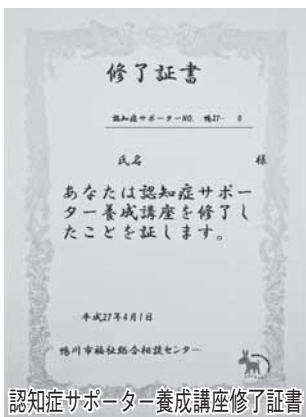 修了証書
認知症サポーターNO. 鴨27- 0
氏名 様
あなたは認知症サポー
ター養成講座を修了し
たことを証します。
平成27年4月1日
鴨川市福祉総合相談センター
認知症サポーター養成講座修了証書